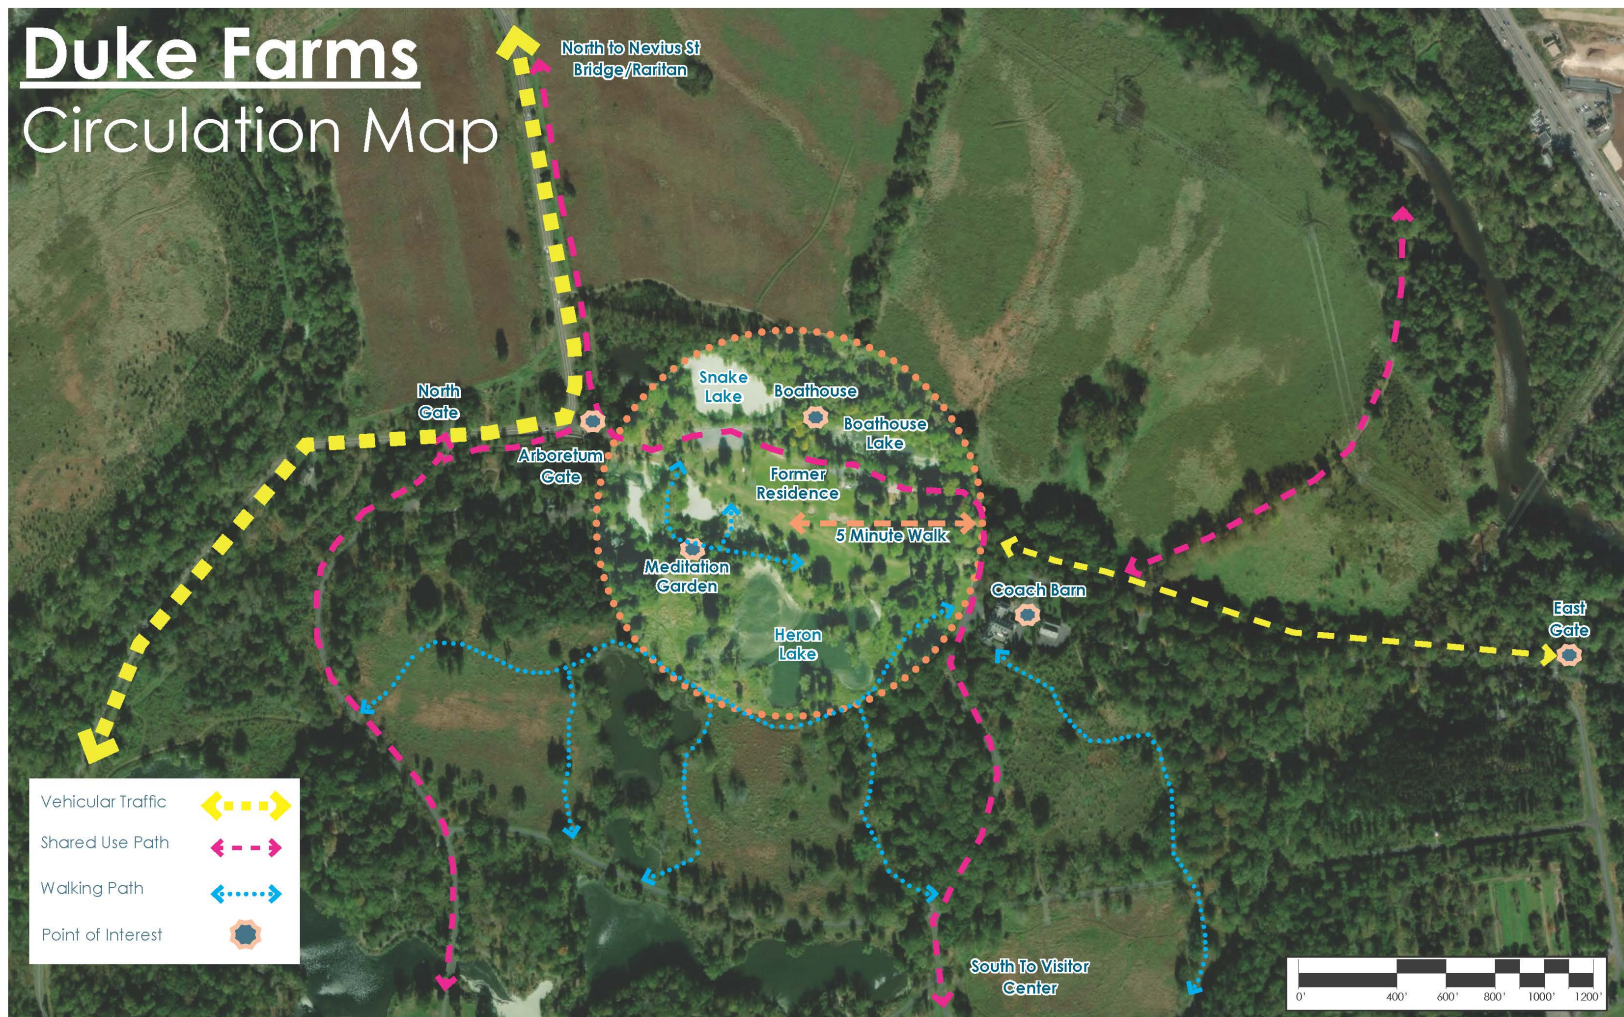 Duke Farms
Circulation Map
North to Nevius St
Bridge/Raritan
North
Gate
Arboretum
Gate
Snake
Lake
Boathouse
Boathouse
Lake
Former
Residence
5 Minute Walk
Meditation
Garden
Heron
Lake
Coach Barn
East
Gate
South To Visitor
Center
Vehicular Traffic
Shared Use Path
Walking Path
Point of Interest
0' 400' 600' 800' 1000' 1200'